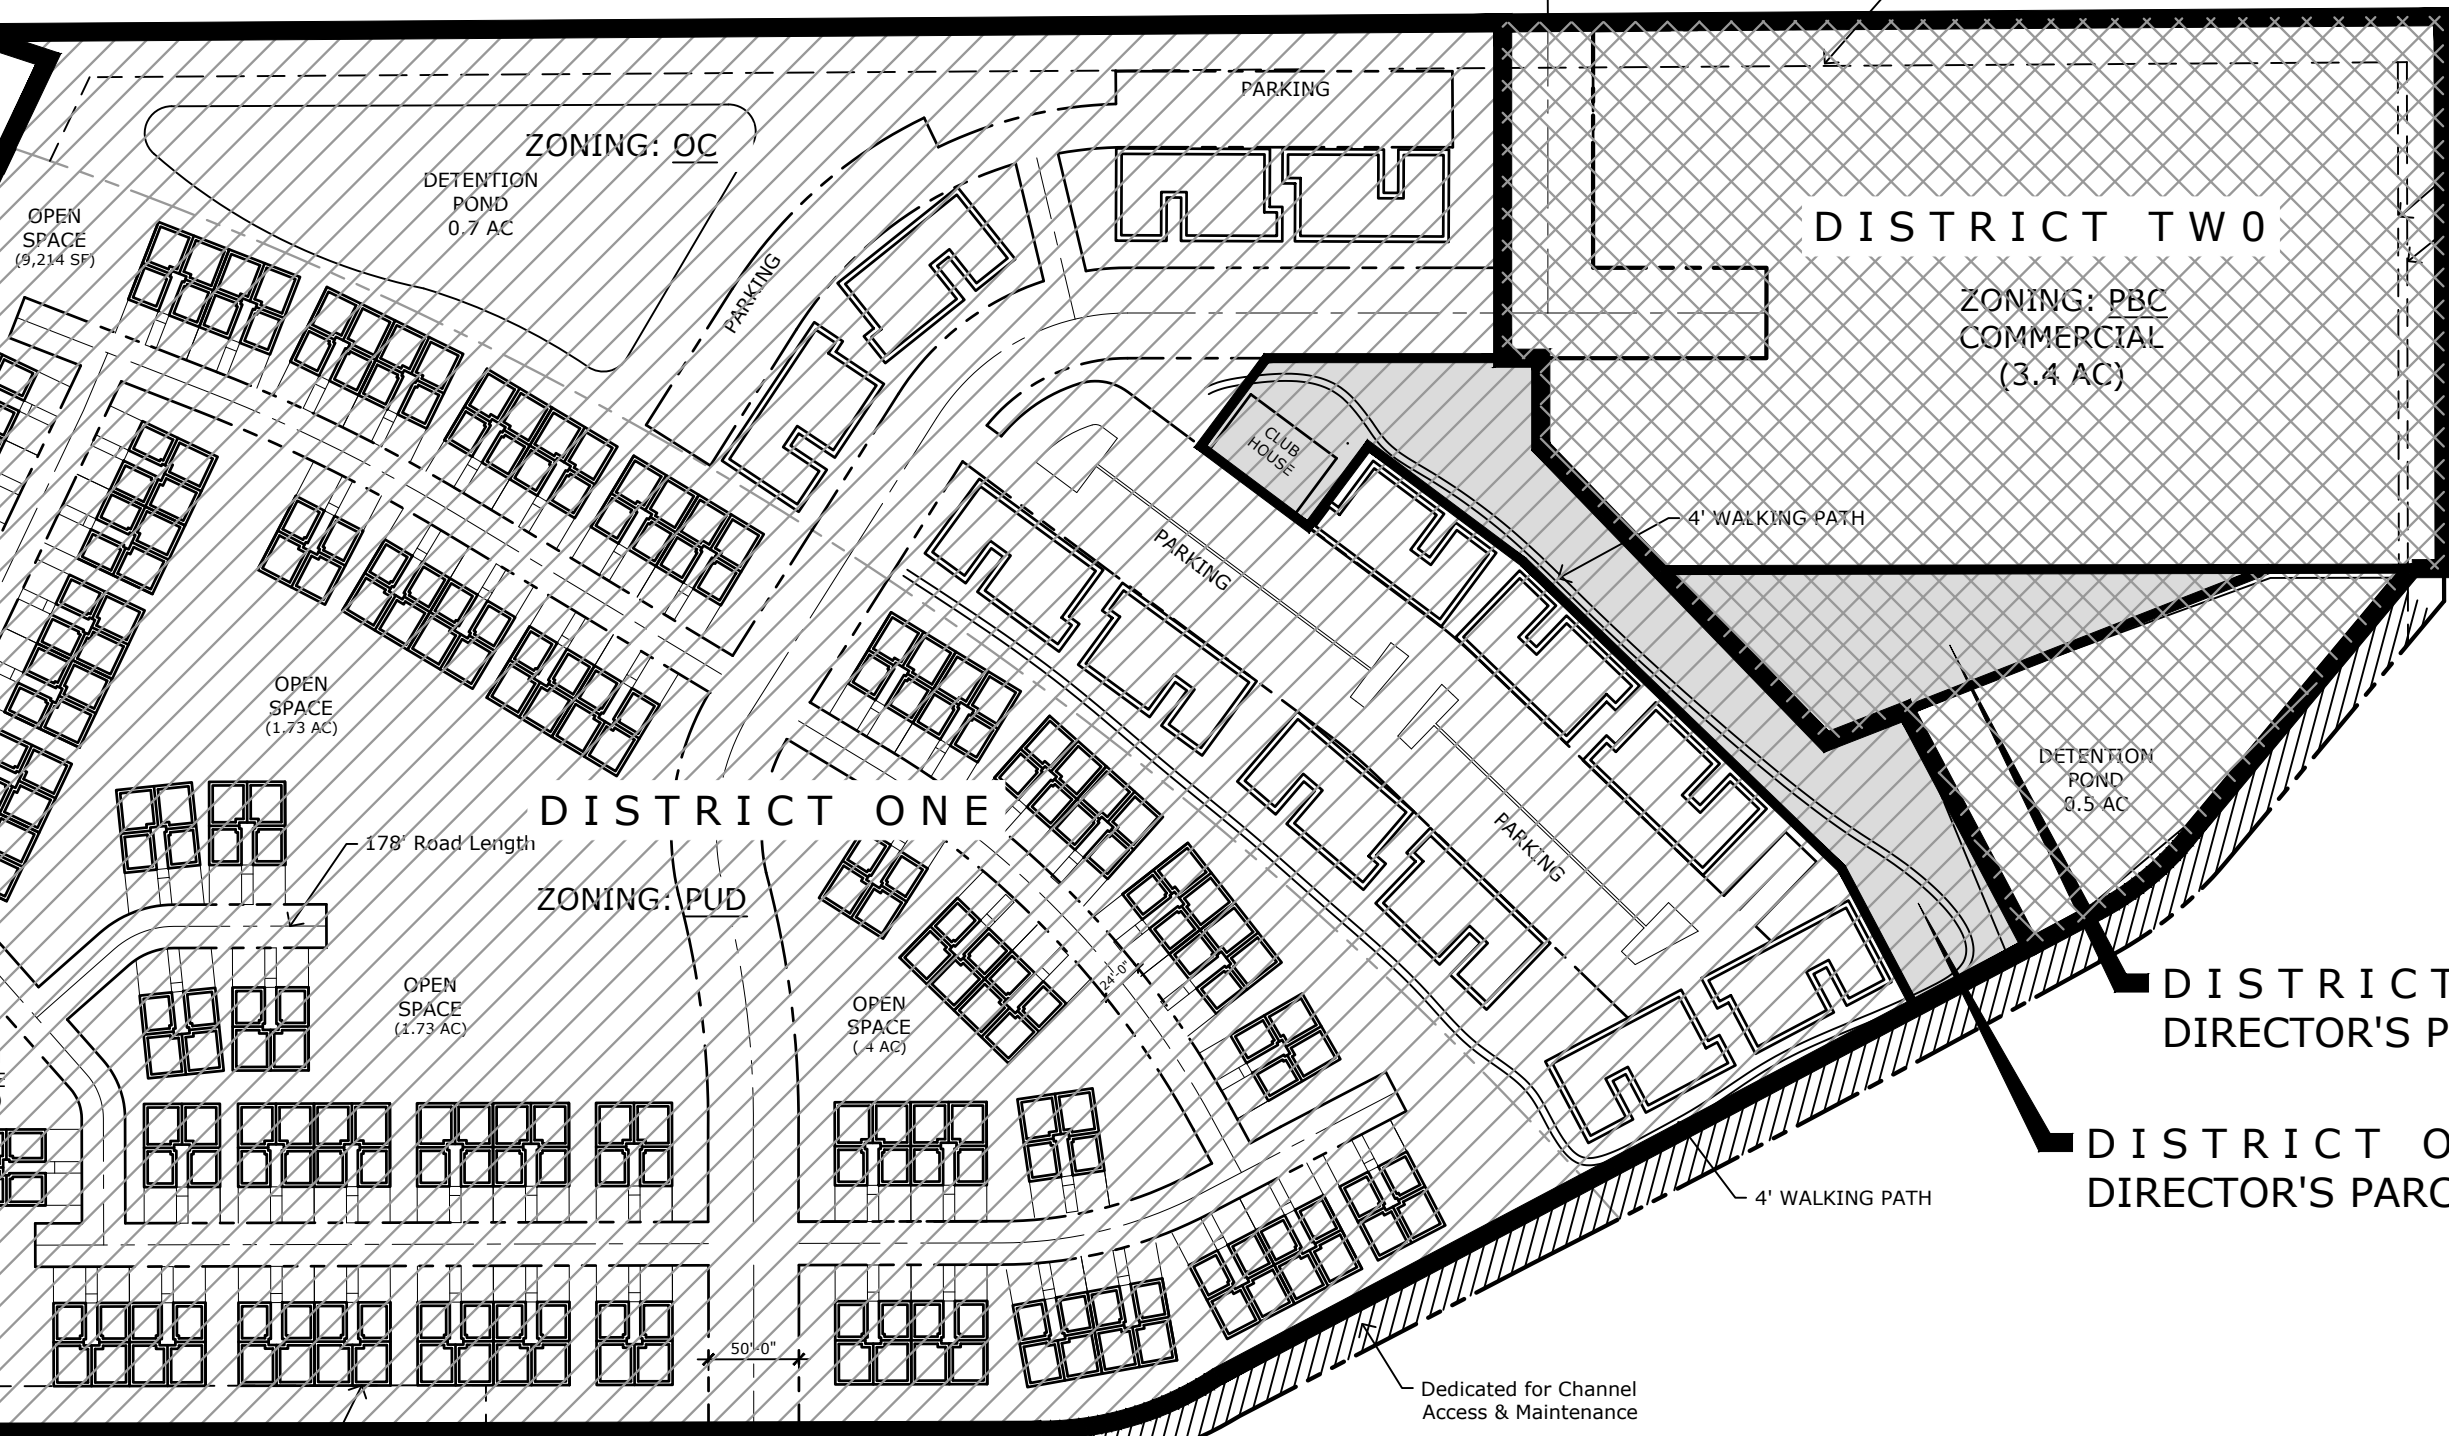 PARKING
ZONING: OC
DETENTION
POND
0.7 AC
OPEN
SPACE
(9,214 SF)
PARKING
DISTRICT TW0
ZONING: PBC
COMMERCIAL
(3.4 AC)
CLUB
HOUSE
4' WALKING PATH
PARKING
OPEN
SPACE
(1.73 AC)
DETENTION
POND
0.5 AC
DISTRICT ONE
178' Road Length
PARKING
ZONING: PUD
OPEN
SPACE
(1.73 AC)
24'-0"
OPEN
SPACE
(.4 AC)
DISTRICT
DIRECTOR'S P
DISTRICT O
DIRECTOR'S PARC
4' WALKING PATH
50'-0"
Dedicated for Channel
Access & Maintenance